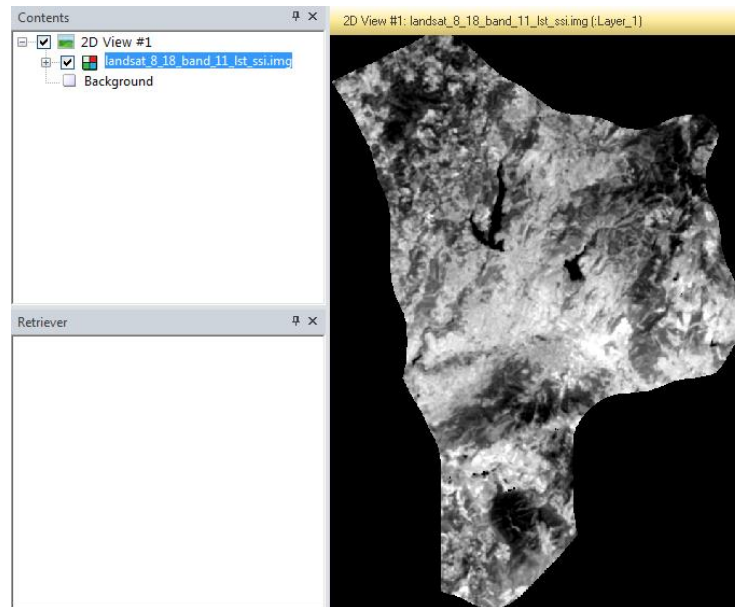 Contents
2D View #1
landsat_8_18_band_11_lst_ssi.img
Background
Retriever
2D View #1: landsat_8_18_band_11_lst_ssi.img (:Layer_1)